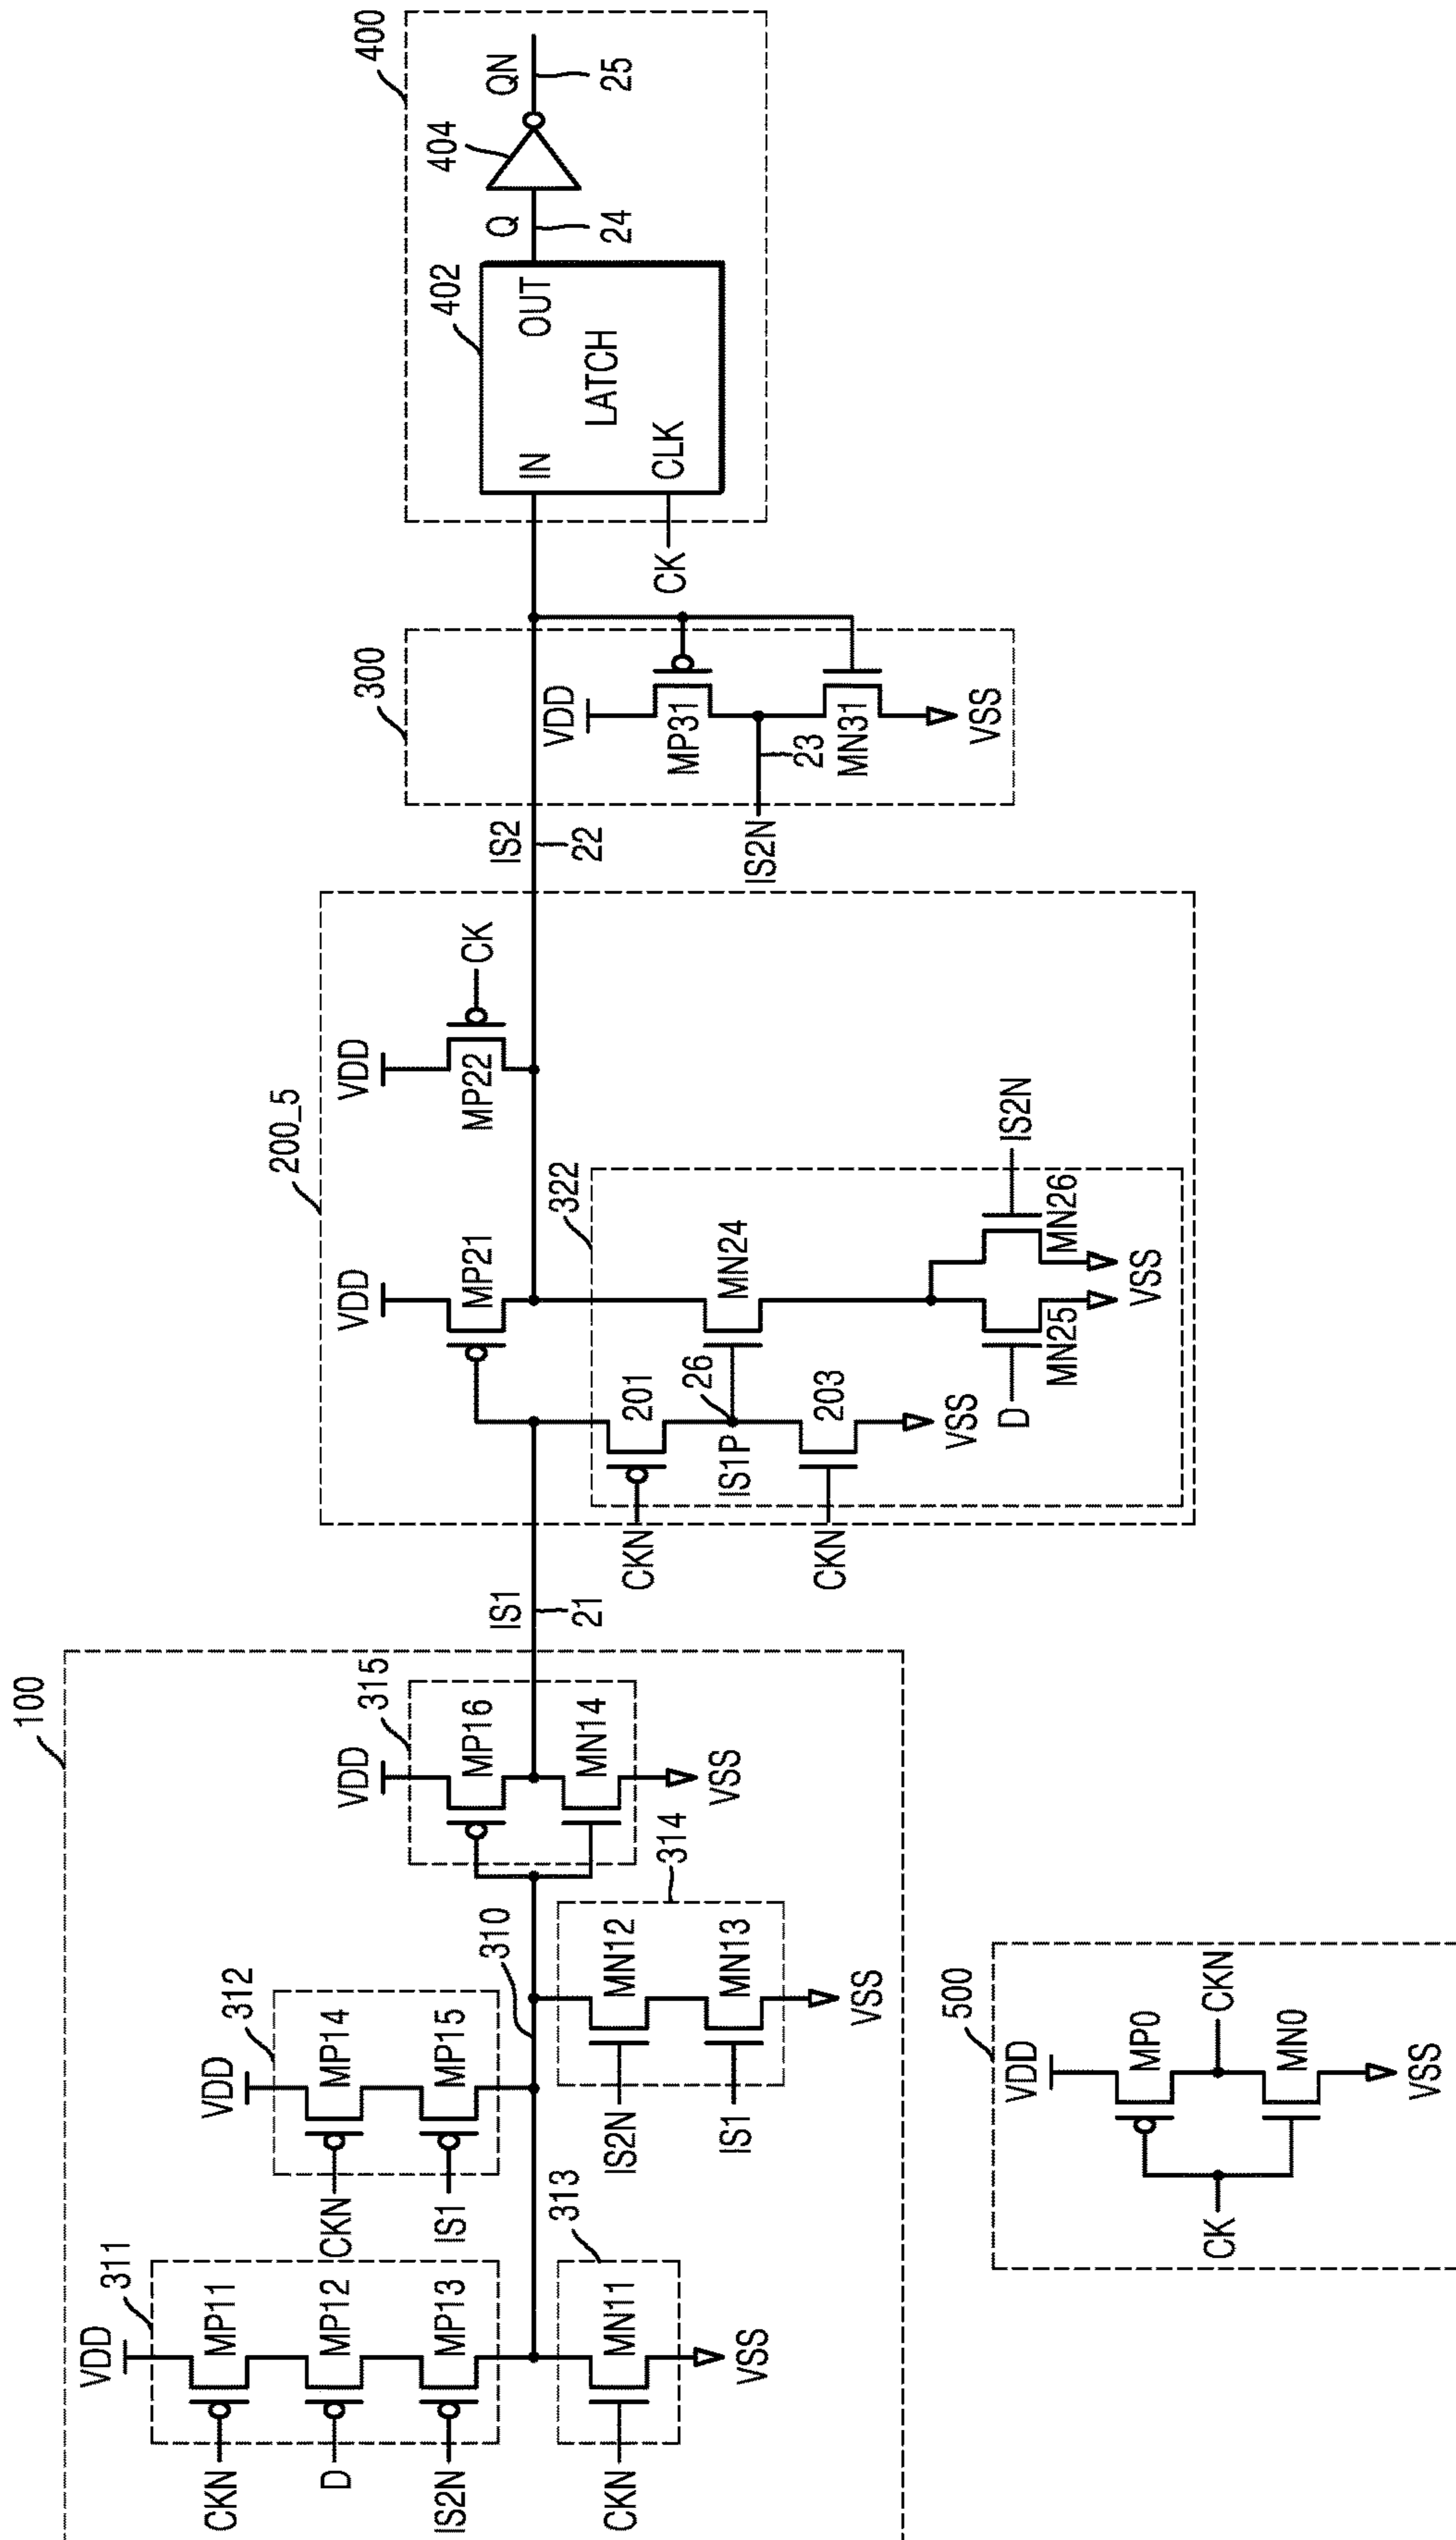 100
311
VDD
MP11
MP12
MP13
CKN
D
IS2N
312
VDD
MP14
MP15
CKN
IS1
313
MN11
CKN
VSS
310
314
MN12
MN13
IS2N
IS1
VSS
315
VDD
MP16
MN14
VSS
IS1
21
200_5
VDD
MP21
VDD
MP22
CK
322
201
CKN
IS1P
26
203
CKN
VSS
MN24
D
MN25
MN26
IS2N
VSS
IS2
22
300
VDD
MP31
IS2N
23
MN31
VSS
400
402
IN
OUT
LATCH
CLK
CK
Q
24
404
QN
25
500
VDD
MP0
CK
CKN
MN0
VSS